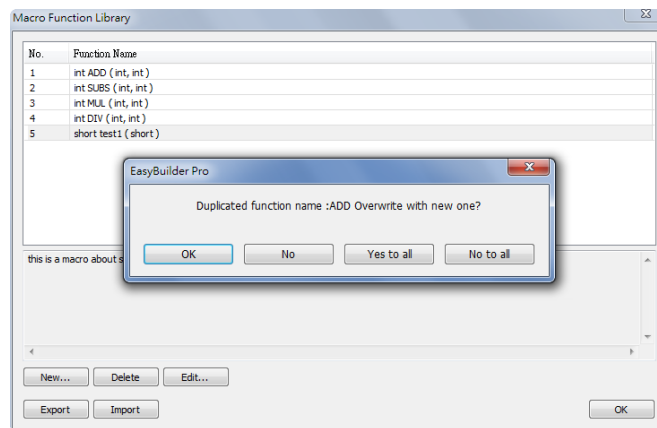 Macro Function Library
No. Function Name
1 int ADD ( int, int )
2 int SUBS ( int, int )
3 int MUL ( int, int )
4 int DIV ( int, int )
5 short test1 ( short )
EasyBuilder Pro
Duplicated function name :ADD Overwrite with new one?
OK No Yes to all No to all
this is a macro about s
New... Delete Edit...
Export Import OK